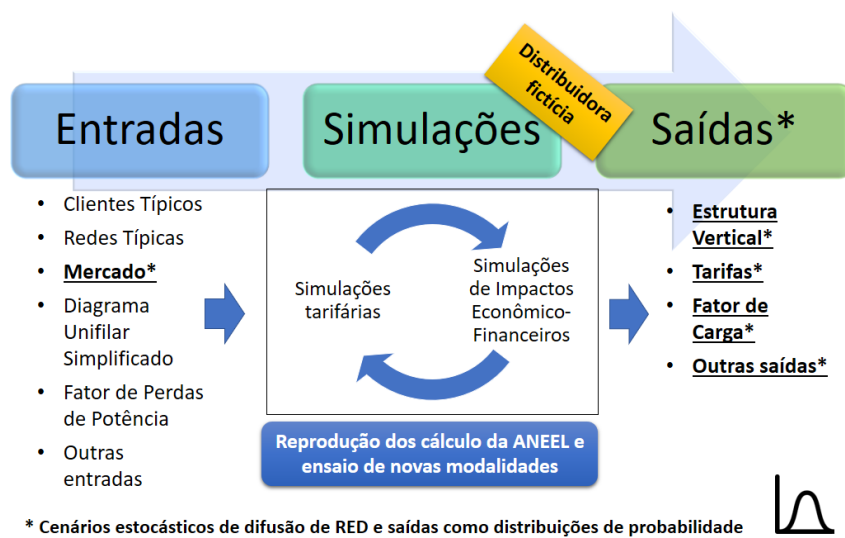 Distribuidora
fictícia
Entradas
Simulações
Saídas*
• Clientes Típicos
• Redes Típicas
• Mercado*
• Diagrama
Unifilar
Simplificado
• Fator de Perdas
de Potência
• Outras
entradas
Simulações
tarifárias
Simulações
de Impactos
Econômico-
Financeiros
• Estrutura
Vertical*
• Tarifas*
• Fator de
Carga*
• Outras saídas*
Reprodução dos cálculo da ANEEL e
ensaio de novas modalidades
* Cenários estocásticos de difusão de RED e saídas como distribuições de probabilidade